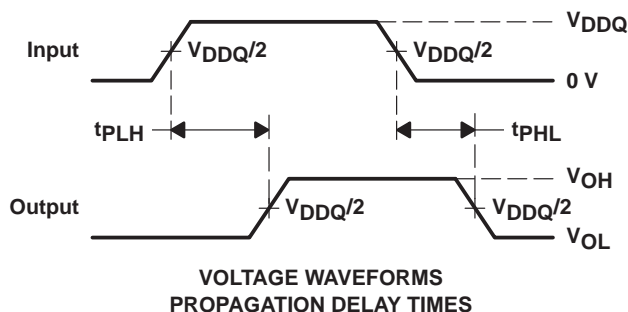 VDDQ
Input
VDDQ/2
VDDQ/2
0 V
tPLH
tPHL
VOH
Output
VDDQ/2
VDDQ/2
VOL
VOLTAGE WAVEFORMS
PROPAGATION DELAY TIMES